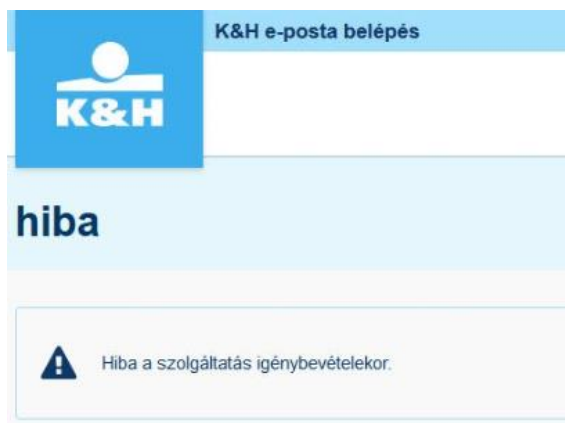 K&H e-posta belépés
K&H
hiba
Hiba a szolgáltatás igénybevételekor.